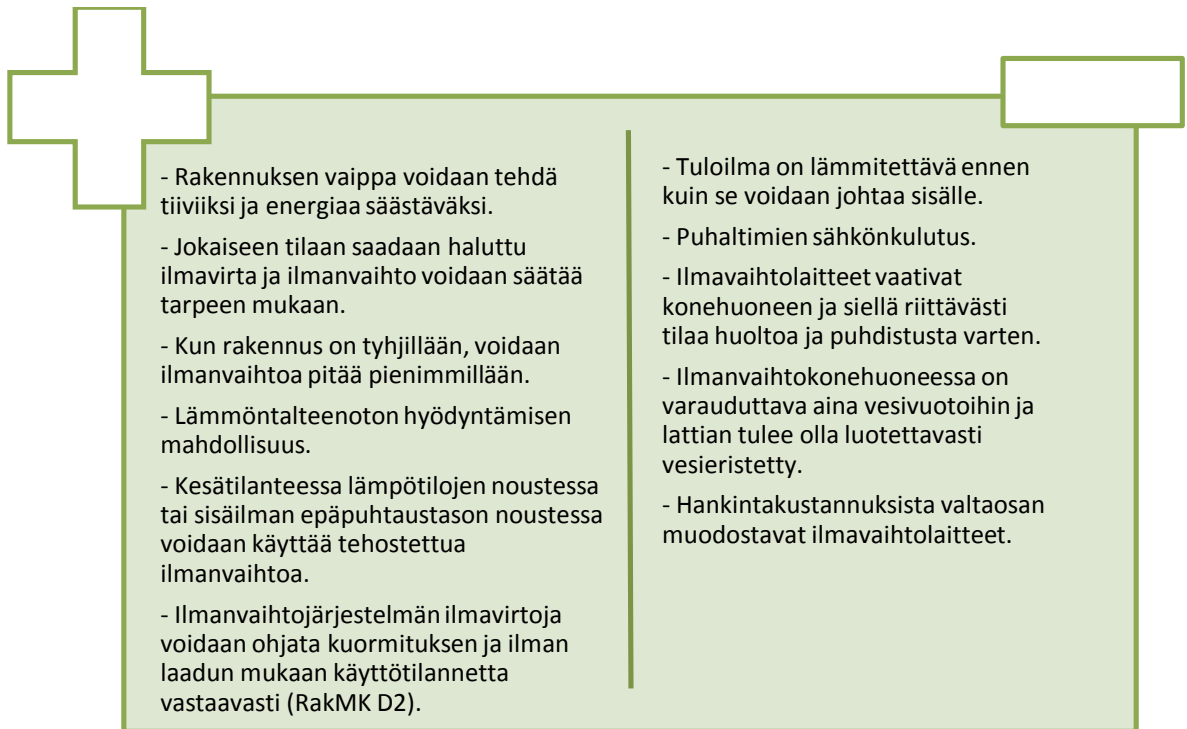 - Rakennuksen vaippa voidaan tehdä
tiiviiksi ja energiaa säästäväksi.
- Jokaiseen tilaan saadaan haluttu
ilmavirta ja ilmanvaihto voidaan säätää
tarpeen mukaan.
- Kun rakennus on tyhjillään, voidaan
ilmanvaihtoa pitää pienimmillään.
- Lämmöntalteenoton hyödyntämisen
mahdollisuus.
- Kesätilanteessa lämpötilojen noustessa
tai sisäilman epäpuhtaustason noustessa
voidaan käyttää tehostettua
ilmanvaihtoa.
- Ilmanvaihtojärjestelmän ilmavirtoja
voidaan ohjata kuormituksen ja ilman
laadun mukaan käyttötilannetta
vastaavasti (RakMK D2).
- Tuloilma on lämmitettävä ennen
kuin se voidaan johtaa sisälle.
- Puhaltimien sähkönkulutus.
- Ilmavaihtolaitteet vaativat
konehuoneen ja siellä riittävästi
tilaa huoltoa ja puhdistusta varten.
- Ilmanvaihtokonehuoneessa on
varauduttava aina vesivuotoihin ja
lattian tulee olla luotettavasti
vesieristetty.
- Hankintakustannuksista valtaosan
muodostavat ilmavaihtolaitteet.